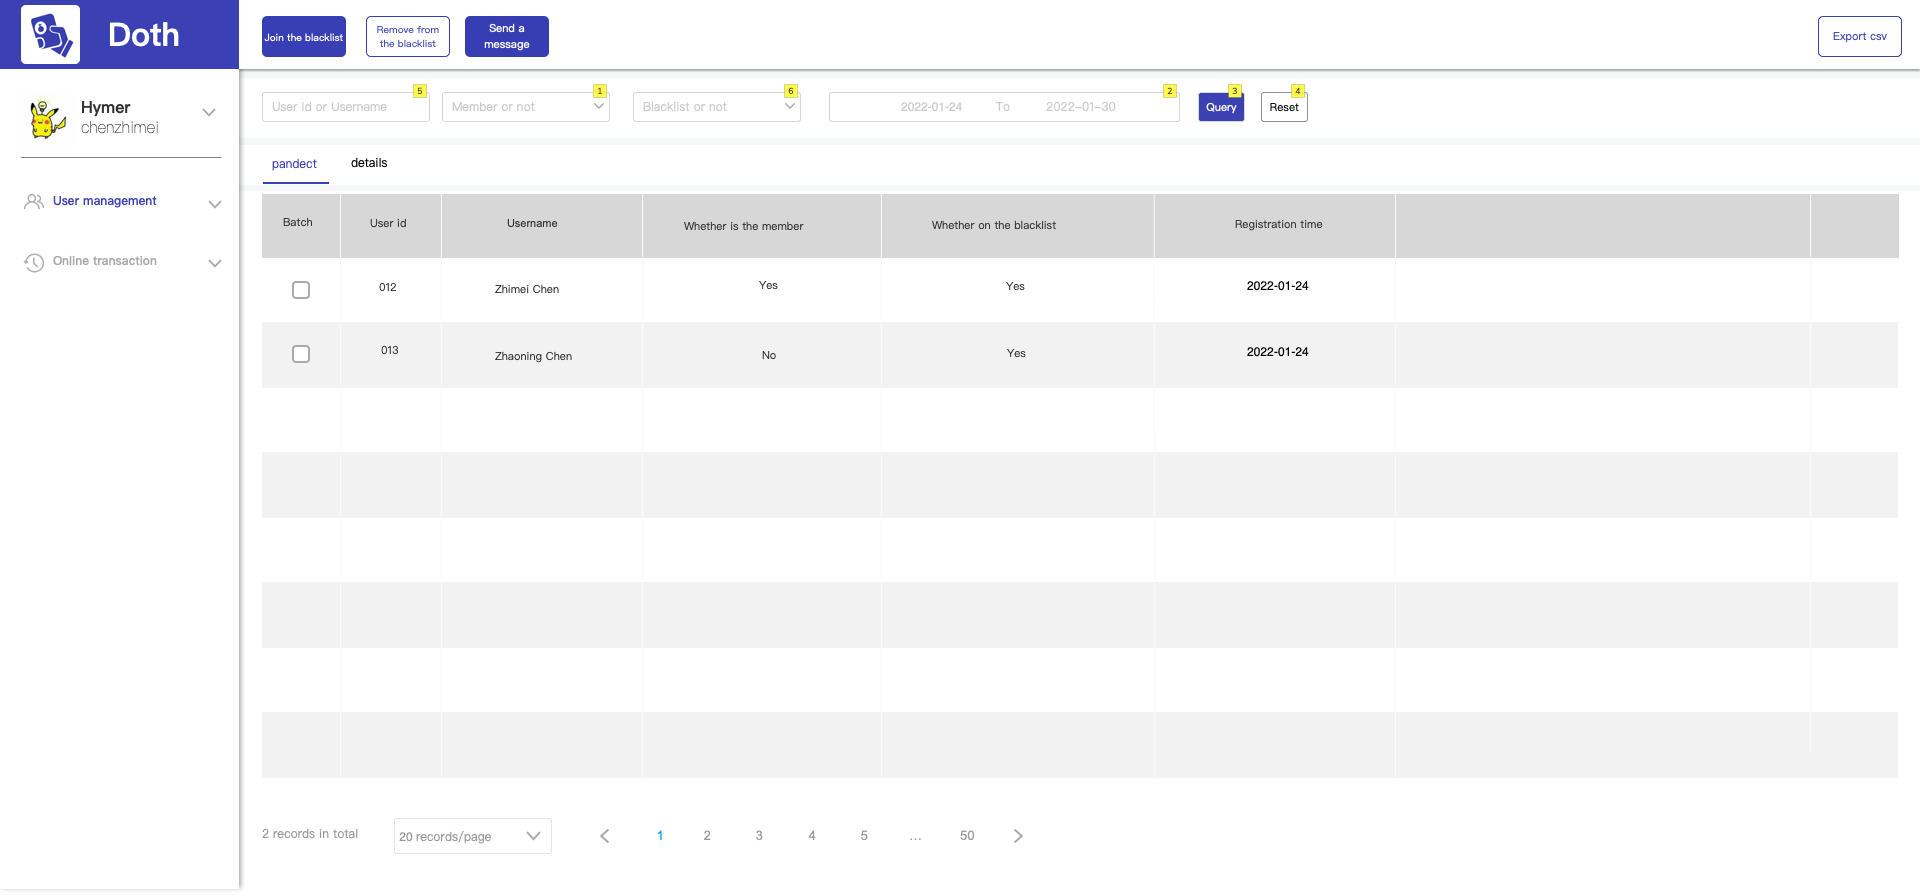 Doth
Join the blacklist
Remove from
the blacklist
Send a
message
Export csv
Hymer
chenzhimei
User management
Online transaction
User id or Username
5
Member or not
1
Blacklist or not
6
2022-01-24 To 2022-01-30
2
Query
3
Reset
4
pandect details
Batch User id Username Whether is the member Whether on the blacklist Registration time
012 Zhimei Chen Yes Yes 2022-01-24
013 Zhaoning Chen No Yes 2022-01-24
2 records in total 20 records/page 1 2 3 4 5 ... 50